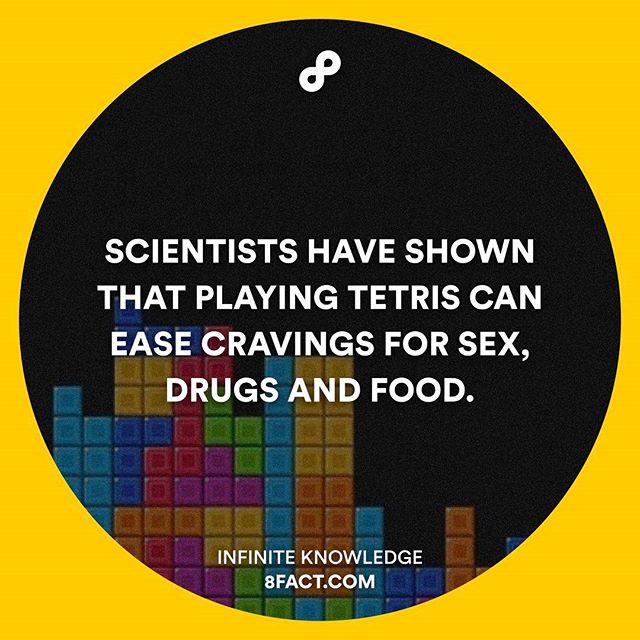 SCIENTISTS HAVE SHOWN
THAT PLAYING TETRIS CAN
EASE CRAVINGS FOR SEX,
DRUGS AND FOOD.
INFINITE KNOWLEDGE
8FACT.COM